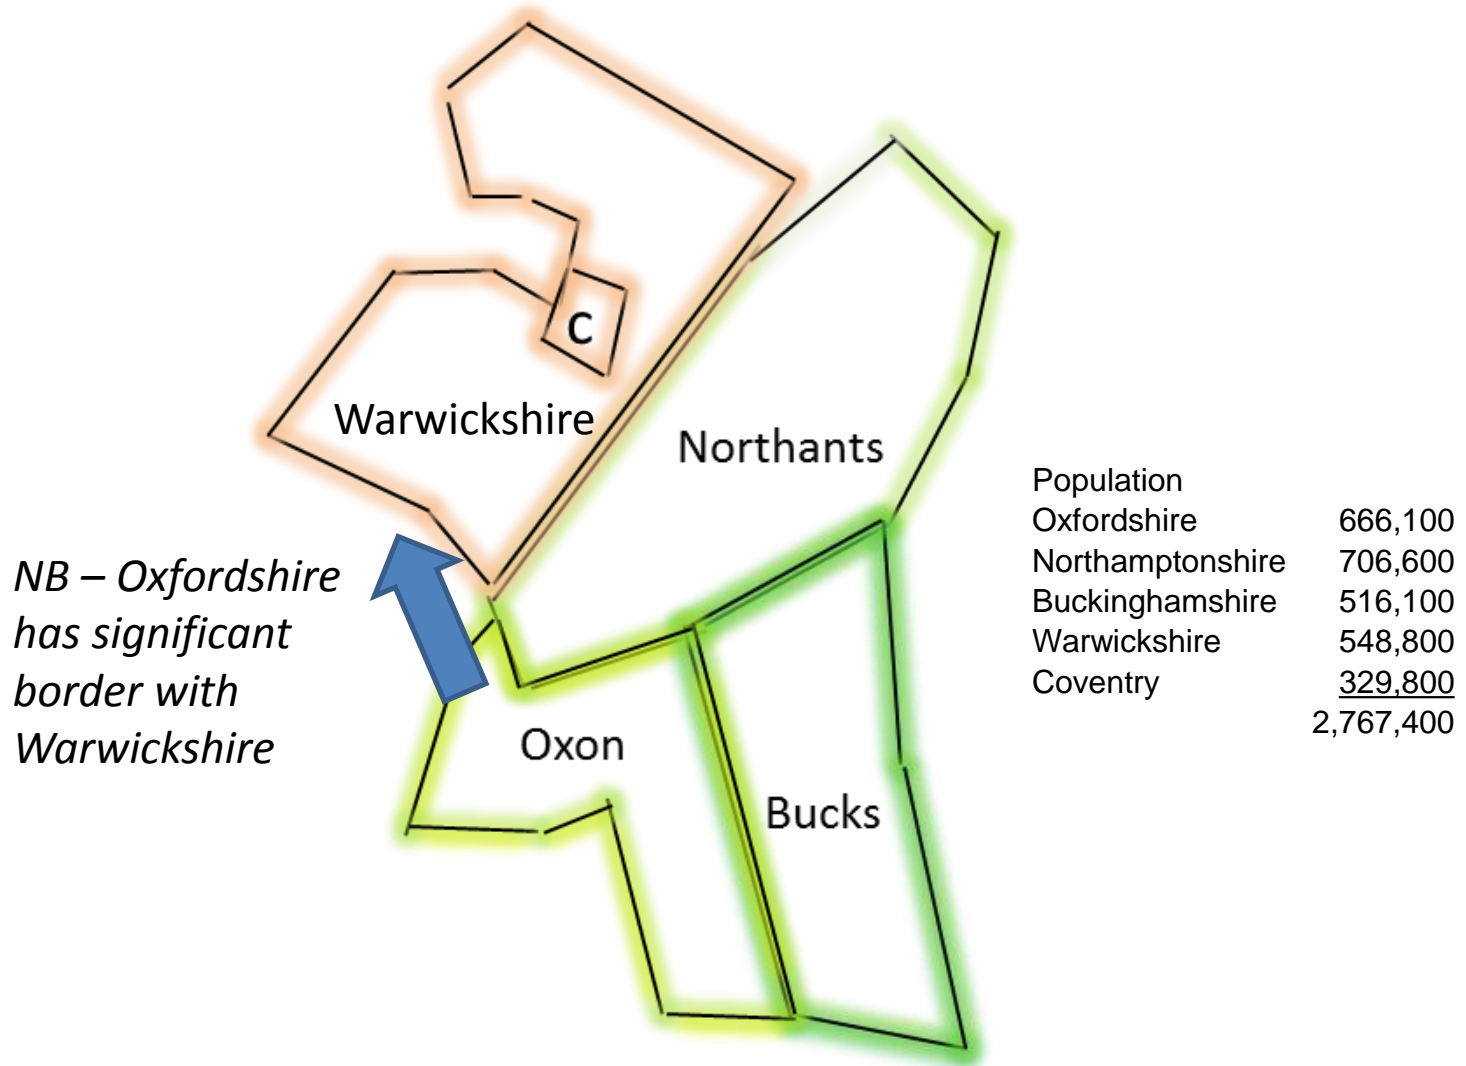 C
Warwickshire
Northants
NB – Oxfordshire
has significant
border with
Warwickshire
Oxon
Bucks
Population
Oxfordshire 666,100
Northamptonshire 706,600
Buckinghamshire 516,100
Warwickshire 548,800
Coventry 329,800
2,767,400